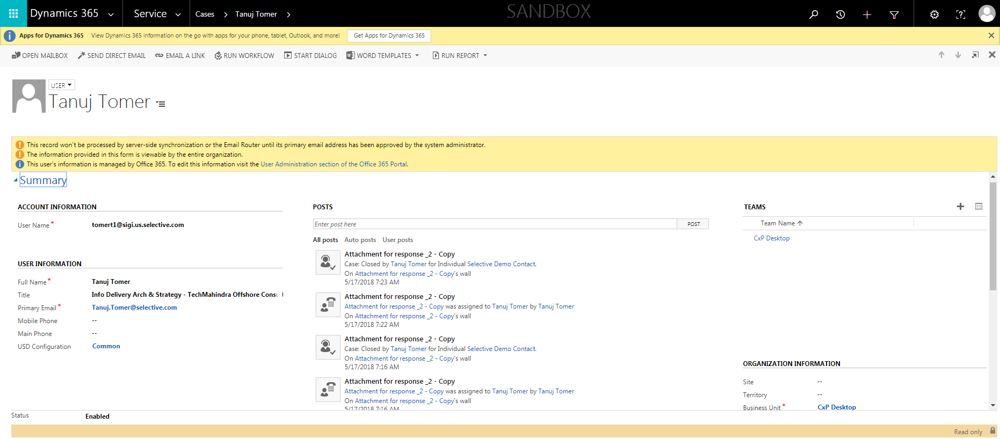 Dynamics 365 Service Cases Tanuj Tomer SANDBOX
Apps for Dynamics 365 View Dynamics 365 information on the go with apps for your phone, tablet, Outlook, and more! Get Apps for Dynamics 365
OPEN MAILBOX SEND DIRECT EMAIL EMAIL A LINK RUN WORKFLOW START DIALOG WORD TEMPLATES RUN REPORT
USER
Tanuj Tomer
This record won't be processed by server-side synchronization or the Email Router until its primary email address has been approved by the system administrator.
The information provided in this form is viewable by the entire organization.
This user's information is managed by Office 365. To edit this information visit the User Administration section of the Office 365 Portal.
Summary
ACCOUNT INFORMATION
User Name* tomert1@sigi.us.selective.com
USER INFORMATION
Full Name* Tanuj Tomer
Title Info Delivery Arch & Strategy - TechMahindra Offshore Consu
Primary Email* Tanuj.Tomer@selective.com
Mobile Phone --
Main Phone --
USD Configuration Common
POSTS
Enter post here POST
All posts Auto posts User posts
Attachment for response _2 - Copy
Case: Closed by Tanuj Tomer for Individual Selective Demo Contact.
On Attachment for response _2 - Copy's wall
5/17/2018 7:23 AM
Attachment for response _2 - Copy
Attachment for response _2 - Copy was assigned to Tanuj Tomer by Tanuj Tomer
On Attachment for response _2 - Copy's wall
5/17/2018 7:22 AM
Attachment for response _2 - Copy
Case: Closed by Tanuj Tomer for Individual Selective Demo Contact.
On Attachment for response _2 - Copy's wall
5/17/2018 7:16 AM
Attachment for response _2 - Copy
Attachment for response _2 - Copy was assigned to Tanuj Tomer by Tanuj Tomer
On Attachment for response _2 - Copy's wall
5/17/2018 7:16 AM
TEAMS
Team Name
CxP Desktop
ORGANIZATION INFORMATION
Site --
Territory --
Business Unit* CxP Desktop
Status Enabled
Read only